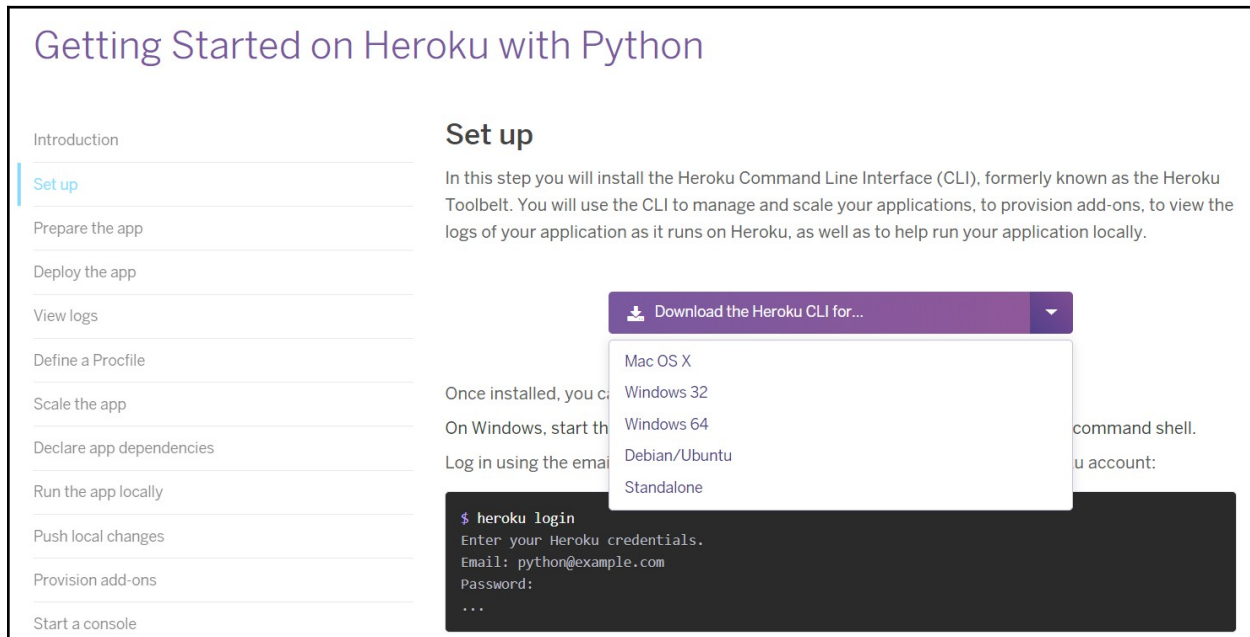 Getting Started on Heroku with Python
Introduction
Set up
Prepare the app
Deploy the app
View logs
Define a Procfile
Scale the app
Declare app dependencies
Run the app locally
Push local changes
Provision add-ons
Start a console
Set up
In this step you will install the Heroku Command Line Interface (CLI), formerly known as the Heroku
Toolbelt. You will use the CLI to manage and scale your applications, to provision add-ons, to view the
logs of your application as it runs on Heroku, as well as to help run your application locally.
Download the Heroku CLI for...
Mac OS X
Windows 32
Windows 64
Debian/Ubuntu
Standalone
Once installed, you
On Windows, start command shell.
Log in using the account:
$ heroku login
Enter your Heroku credentials.
Email: python@example.com
Password:
...